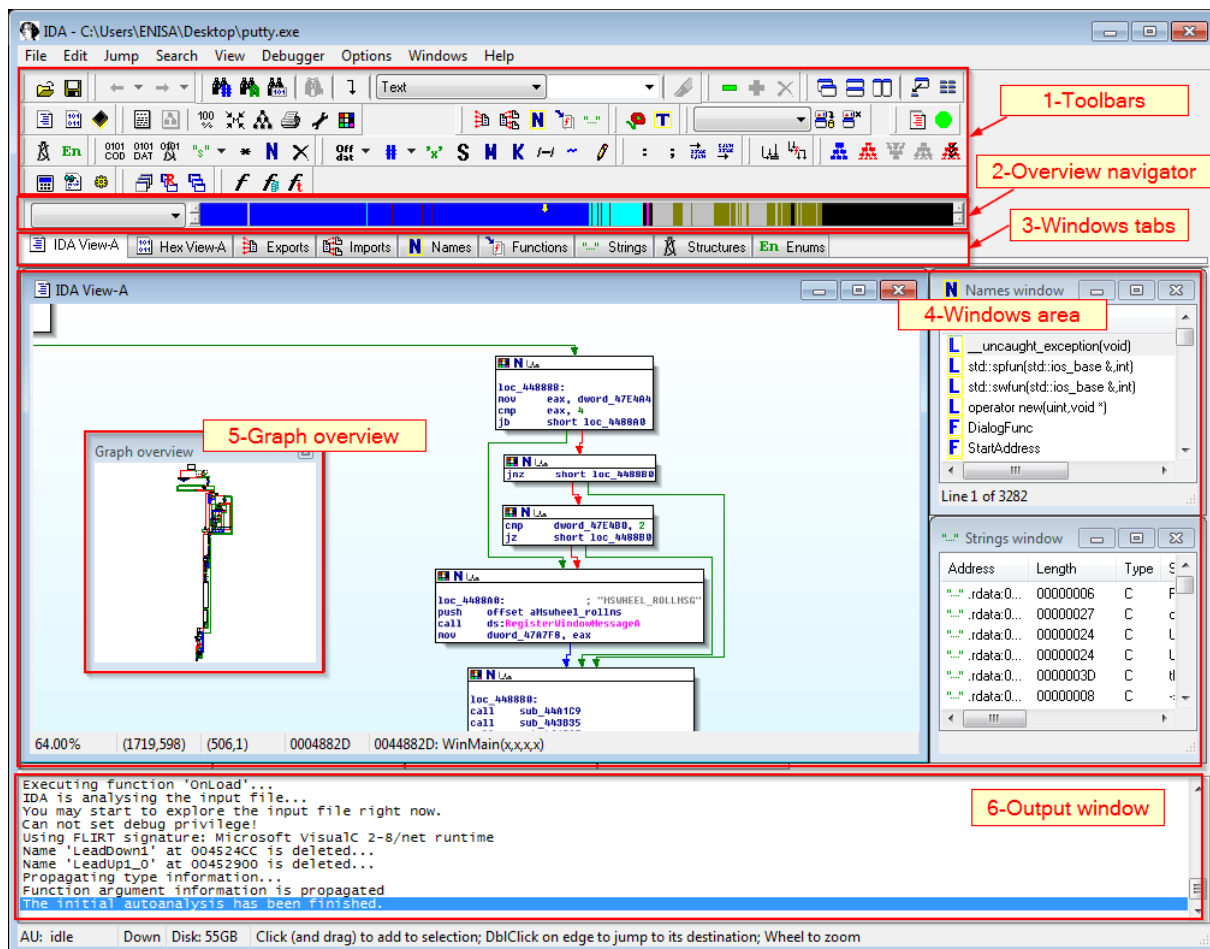 IDA - C:\Users\ENISA\Desktop\putty.exe
File Edit Jump Search View Debugger Options Windows Help
Text
1-Toolbars
2-Overview navigator
3-Windows tabs
IDA View-A Hex View-A Exports Imports N Names Functions Strings Structures En Enums
IDA View-A
N Names window
4-Windows area
L __uncaught_exception(void)
L std::spfun(std::ios_base &,int)
L std::swfun(std::ios_base &,int)
L operator new(uint,void *)
F DialogFunc
F StartAddress
Line 1 of 3282
5-Graph overview
Graph overview
loc_44888B:
mov eax, dword_47E4A4
cmp eax, 4
jb short loc_4488A0
jnz short loc_4488B0
cmp dword_47E4B0, 2
jz short loc_4488B0
loc_4488A0: ; "MSWHEEL_ROLLMSG"
push offset aMswheel_rollms
call ds:RegisterWindowMessageA
mov dword_47A7F8, eax
loc_4488B0:
call sub_44A1C9
call sub_443B35
"..." Strings window
Address Length Type
"..." .rdata:0... 00000006 C
"..." .rdata:0... 00000027 C
"..." .rdata:0... 00000024 C
"..." .rdata:0... 00000024 C
"..." .rdata:0... 0000003D C
"..." .rdata:0... 00000008 C
64.00% (1719,598) (506,1) 0004882D 0044882D: WinMain(x,x,x,x)
6-Output window
Executing function 'OnLoad'...
IDA is analysing the input file...
You may start to explore the input file right now.
Can not set debug privilege!
Using FLIRT signature: Microsoft VisualC 2-8/net runtime
Name 'LeadDown1' at 004524CC is deleted...
Name 'LeadUp1_0' at 00452900 is deleted...
Propagating type information...
Function argument information is propagated
The initial autoanalysis has been finished.
AU: idle Down Disk: 55GB Click (and drag) to add to selection; DblClick on edge to jump to its destination; Wheel to zoom